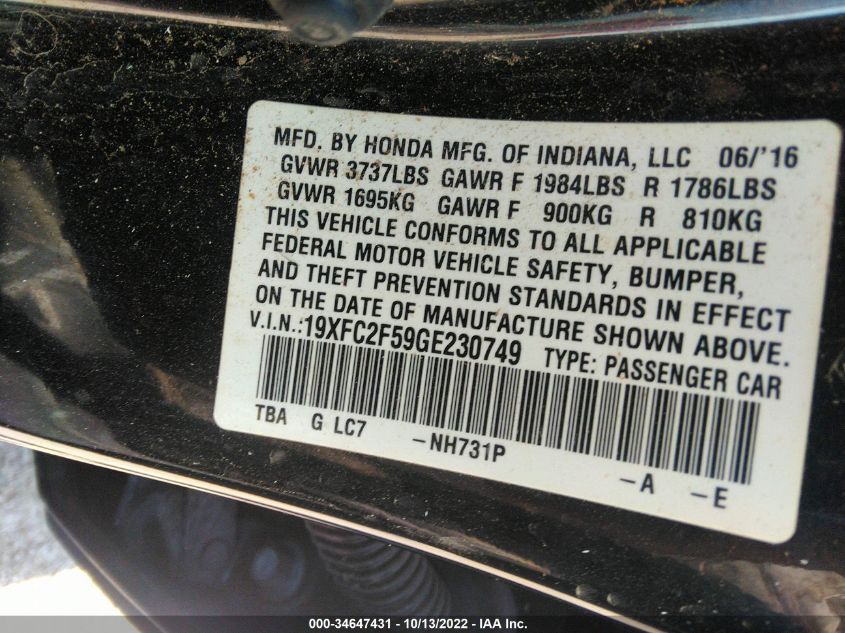 MFD. BY HONDA MFG. OF INDIANA, LLC 06/'16
GVWR 3737LBS GAWR F 1984LBS R 1786LBS
GVWR 1695KG GAWR F 900KG R 810KG
THIS VEHICLE CONFORMS TO ALL APPLICABLE
FEDERAL MOTOR VEHICLE SAFETY, BUMPER,
AND THEFT PREVENTION STANDARDS IN EFFECT
ON THE DATE OF MANUFACTURE SHOWN ABOVE.
V.I.N.:19XFC2F59GE230749 TYPE: PASSENGER CAR
TBA G LC7 -NH731P -A -E
000-34647431 - 10/13/2022 - IAA Inc.